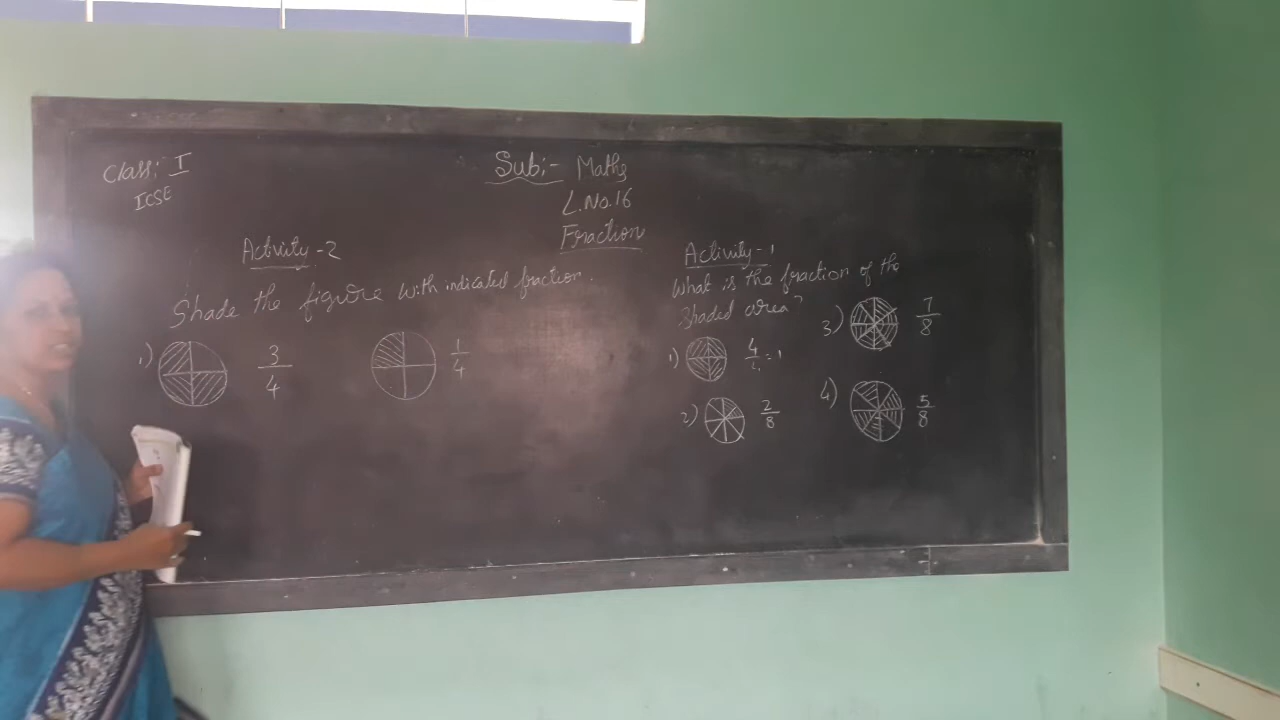 Class: I
ICSE
Sub:- Maths
L.No.16
Fraction
Activity-2
Shade the figure with indicated fraction.
1) 3/4 1/4
Activity-1
What is the fraction of the
shaded area?
1) 4/4 = 1
2) 2/8
3) 7/8
4) 5/8